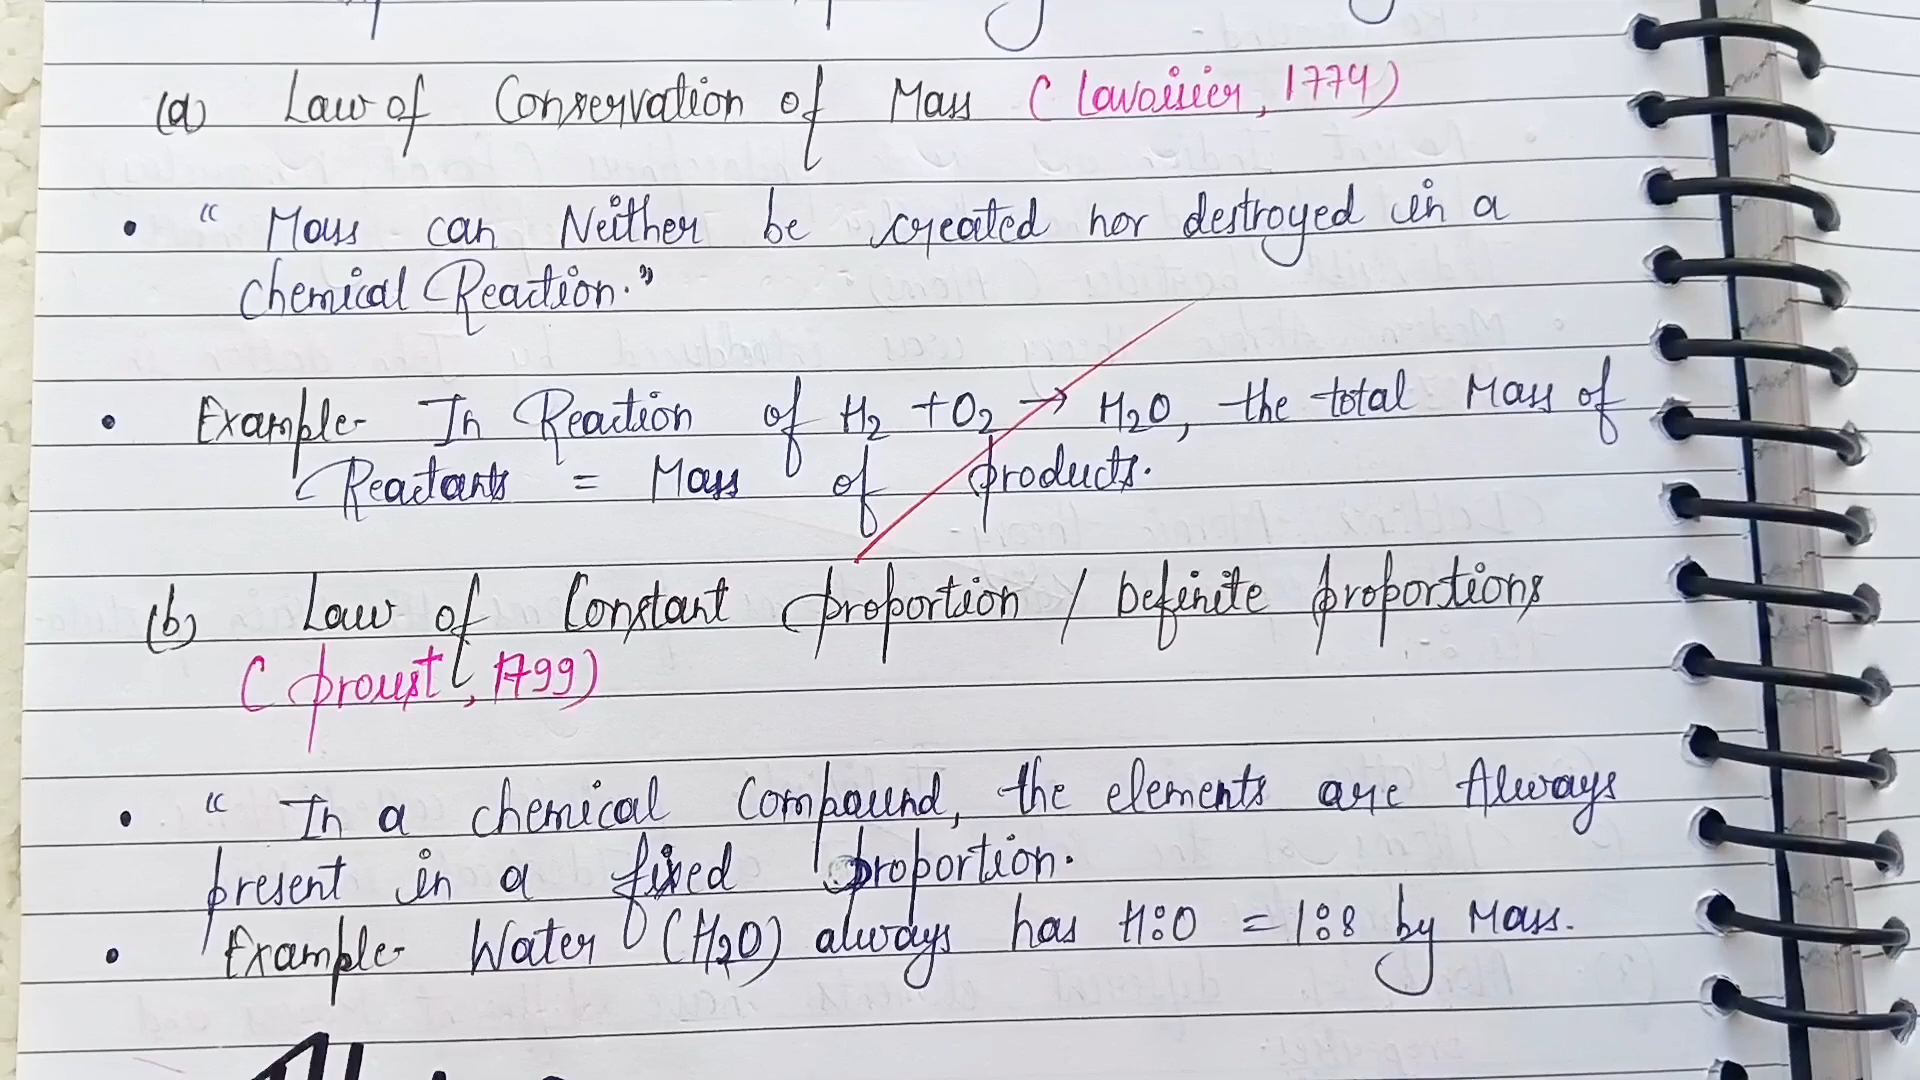 (a) Law of Conservation of Mass (Lavoisier, 1774)
• " Mass can Neither be created nor destroyed in a
chemical Reaction."
• Example- In Reaction of H2 + O2 → H2O, the total Mass of
Reactants = Mass of products.
(b) Law of Constant proportion / Definite proportions
( proust, 1799)
• " In a chemical Compound, the elements are Always
present in a fixed proportion.
• Example- Water (H2O) always has H:O = 1:8 by Mass.